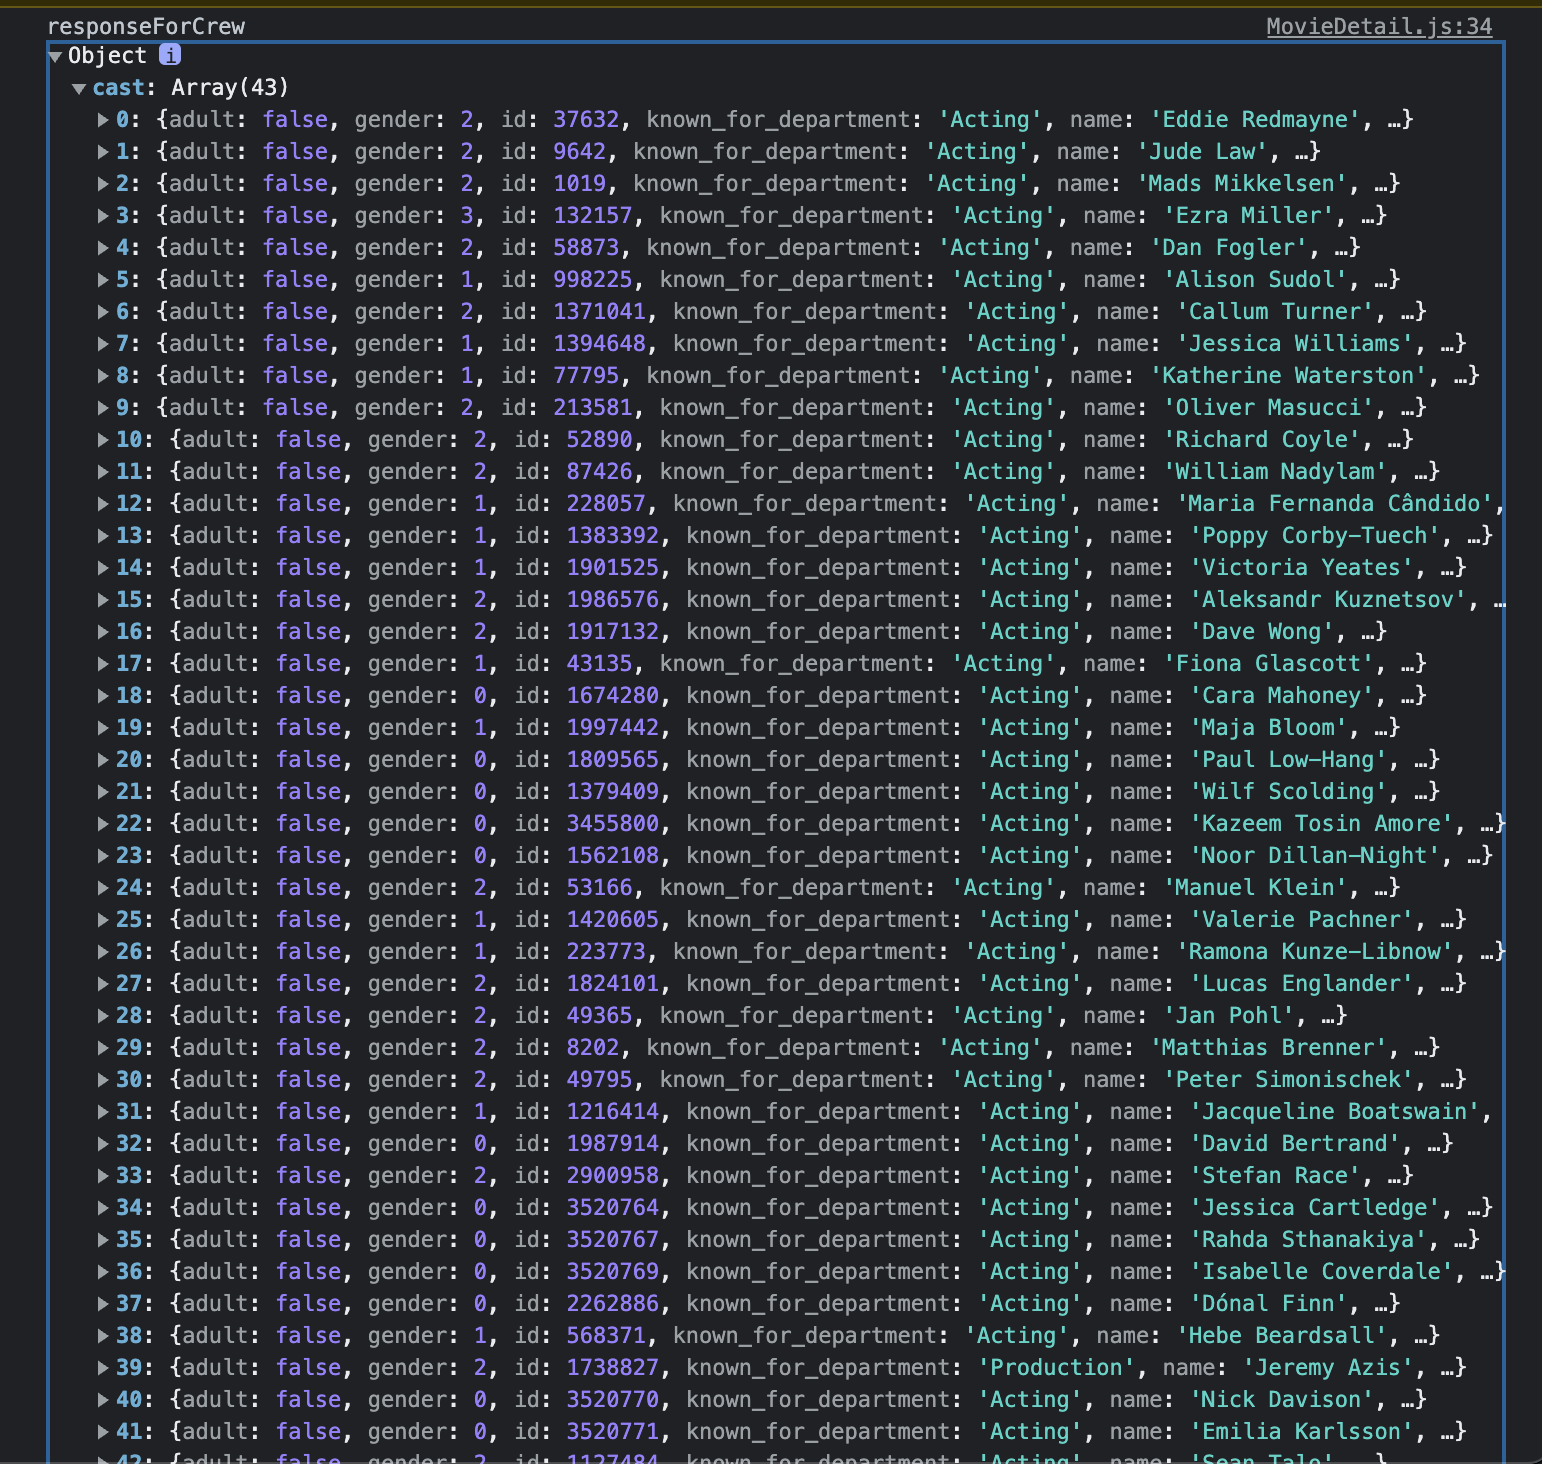 responseForCrew MovieDetail.js:34
Object i
cast: Array(43)
0: {adult: false, gender: 2, id: 37632, known_for_department: 'Acting', name: 'Eddie Redmayne', …}
1: {adult: false, gender: 2, id: 9642, known_for_department: 'Acting', name: 'Jude Law', …}
2: {adult: false, gender: 2, id: 1019, known_for_department: 'Acting', name: 'Mads Mikkelsen', …}
3: {adult: false, gender: 3, id: 132157, known_for_department: 'Acting', name: 'Ezra Miller', …}
4: {adult: false, gender: 2, id: 58873, known_for_department: 'Acting', name: 'Dan Fogler', …}
5: {adult: false, gender: 1, id: 998225, known_for_department: 'Acting', name: 'Alison Sudol', …}
6: {adult: false, gender: 2, id: 1371041, known_for_department: 'Acting', name: 'Callum Turner', …}
7: {adult: false, gender: 1, id: 1394648, known_for_department: 'Acting', name: 'Jessica Williams', …}
8: {adult: false, gender: 1, id: 77795, known_for_department: 'Acting', name: 'Katherine Waterston', …}
9: {adult: false, gender: 2, id: 213581, known_for_department: 'Acting', name: 'Oliver Masucci', …}
10: {adult: false, gender: 2, id: 52890, known_for_department: 'Acting', name: 'Richard Coyle', …}
11: {adult: false, gender: 2, id: 87426, known_for_department: 'Acting', name: 'William Nadylam', …}
12: {adult: false, gender: 1, id: 228057, known_for_department: 'Acting', name: 'Maria Fernanda Cândido',
13: {adult: false, gender: 1, id: 1383392, known_for_department: 'Acting', name: 'Poppy Corby-Tuech', …}
14: {adult: false, gender: 1, id: 1901525, known_for_department: 'Acting', name: 'Victoria Yeates', …}
15: {adult: false, gender: 2, id: 1986576, known_for_department: 'Acting', name: 'Aleksandr Kuznetsov', …
16: {adult: false, gender: 2, id: 1917132, known_for_department: 'Acting', name: 'Dave Wong', …}
17: {adult: false, gender: 1, id: 43135, known_for_department: 'Acting', name: 'Fiona Glascott', …}
18: {adult: false, gender: 0, id: 1674280, known_for_department: 'Acting', name: 'Cara Mahoney', …}
19: {adult: false, gender: 1, id: 1997442, known_for_department: 'Acting', name: 'Maja Bloom', …}
20: {adult: false, gender: 0, id: 1809565, known_for_department: 'Acting', name: 'Paul Low-Hang', …}
21: {adult: false, gender: 0, id: 1379409, known_for_department: 'Acting', name: 'Wilf Scolding', …}
22: {adult: false, gender: 0, id: 3455800, known_for_department: 'Acting', name: 'Kazeem Tosin Amore', …}
23: {adult: false, gender: 0, id: 1562108, known_for_department: 'Acting', name: 'Noor Dillan-Night', …}
24: {adult: false, gender: 2, id: 53166, known_for_department: 'Acting', name: 'Manuel Klein', …}
25: {adult: false, gender: 1, id: 1420605, known_for_department: 'Acting', name: 'Valerie Pachner', …}
26: {adult: false, gender: 1, id: 223773, known_for_department: 'Acting', name: 'Ramona Kunze-Libnow', …}
27: {adult: false, gender: 2, id: 1824101, known_for_department: 'Acting', name: 'Lucas Englander', …}
28: {adult: false, gender: 2, id: 49365, known_for_department: 'Acting', name: 'Jan Pohl', …}
29: {adult: false, gender: 2, id: 8202, known_for_department: 'Acting', name: 'Matthias Brenner', …}
30: {adult: false, gender: 2, id: 49795, known_for_department: 'Acting', name: 'Peter Simonischek', …}
31: {adult: false, gender: 1, id: 1216414, known_for_department: 'Acting', name: 'Jacqueline Boatswain',
32: {adult: false, gender: 0, id: 1987914, known_for_department: 'Acting', name: 'David Bertrand', …}
33: {adult: false, gender: 2, id: 2900958, known_for_department: 'Acting', name: 'Stefan Race', …}
34: {adult: false, gender: 0, id: 3520764, known_for_department: 'Acting', name: 'Jessica Cartledge', …}
35: {adult: false, gender: 0, id: 3520767, known_for_department: 'Acting', name: 'Rahda Sthanakiya', …}
36: {adult: false, gender: 0, id: 3520769, known_for_department: 'Acting', name: 'Isabelle Coverdale', …}
37: {adult: false, gender: 0, id: 2262886, known_for_department: 'Acting', name: 'Dónal Finn', …}
38: {adult: false, gender: 1, id: 568371, known_for_department: 'Acting', name: 'Hebe Beardsall', …}
39: {adult: false, gender: 2, id: 1738827, known_for_department: 'Production', name: 'Jeremy Azis', …}
40: {adult: false, gender: 0, id: 3520770, known_for_department: 'Acting', name: 'Nick Davison', …}
41: {adult: false, gender: 0, id: 3520771, known_for_department: 'Acting', name: 'Emilia Karlsson', …}
42: {adult: false, gender: 2, id: 1127484, known_for_department: 'Acting', name: 'Sean Talo', …}